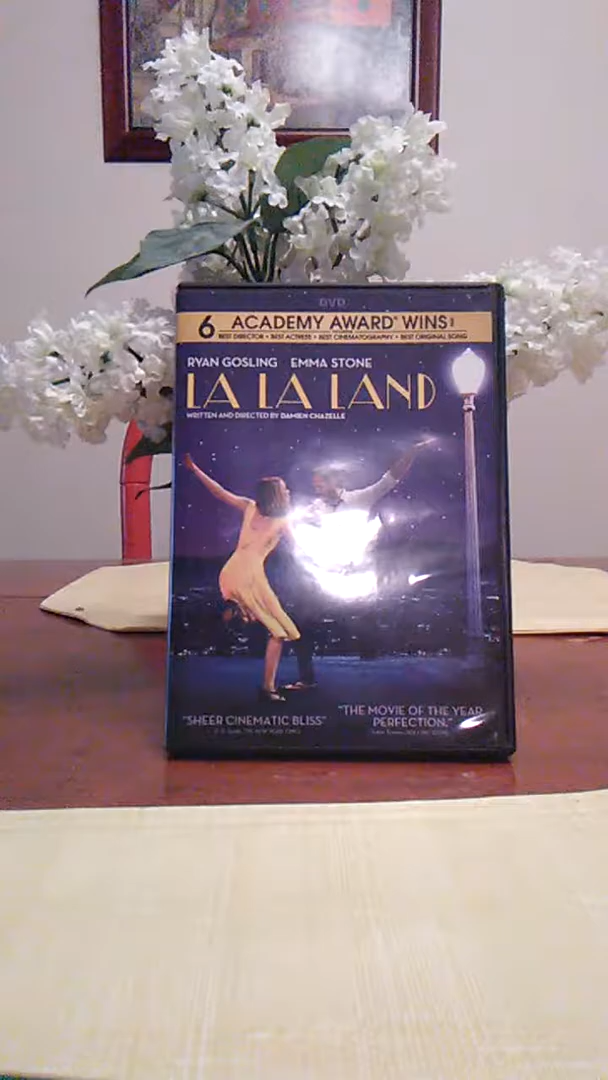 DVD
6 ACADEMY AWARD® WINS
BEST DIRECTOR • BEST ACTRESS • BEST CINEMATOGRAPHY • BEST ORIGINAL SONG
RYAN GOSLING EMMA STONE
LA LA LAND
WRITTEN AND DIRECTED BY DAMIEN CHAZELLE
"SHEER CINEMATIC BLISS"
"THE MOVIE OF THE YEAR.
PERFECTION."